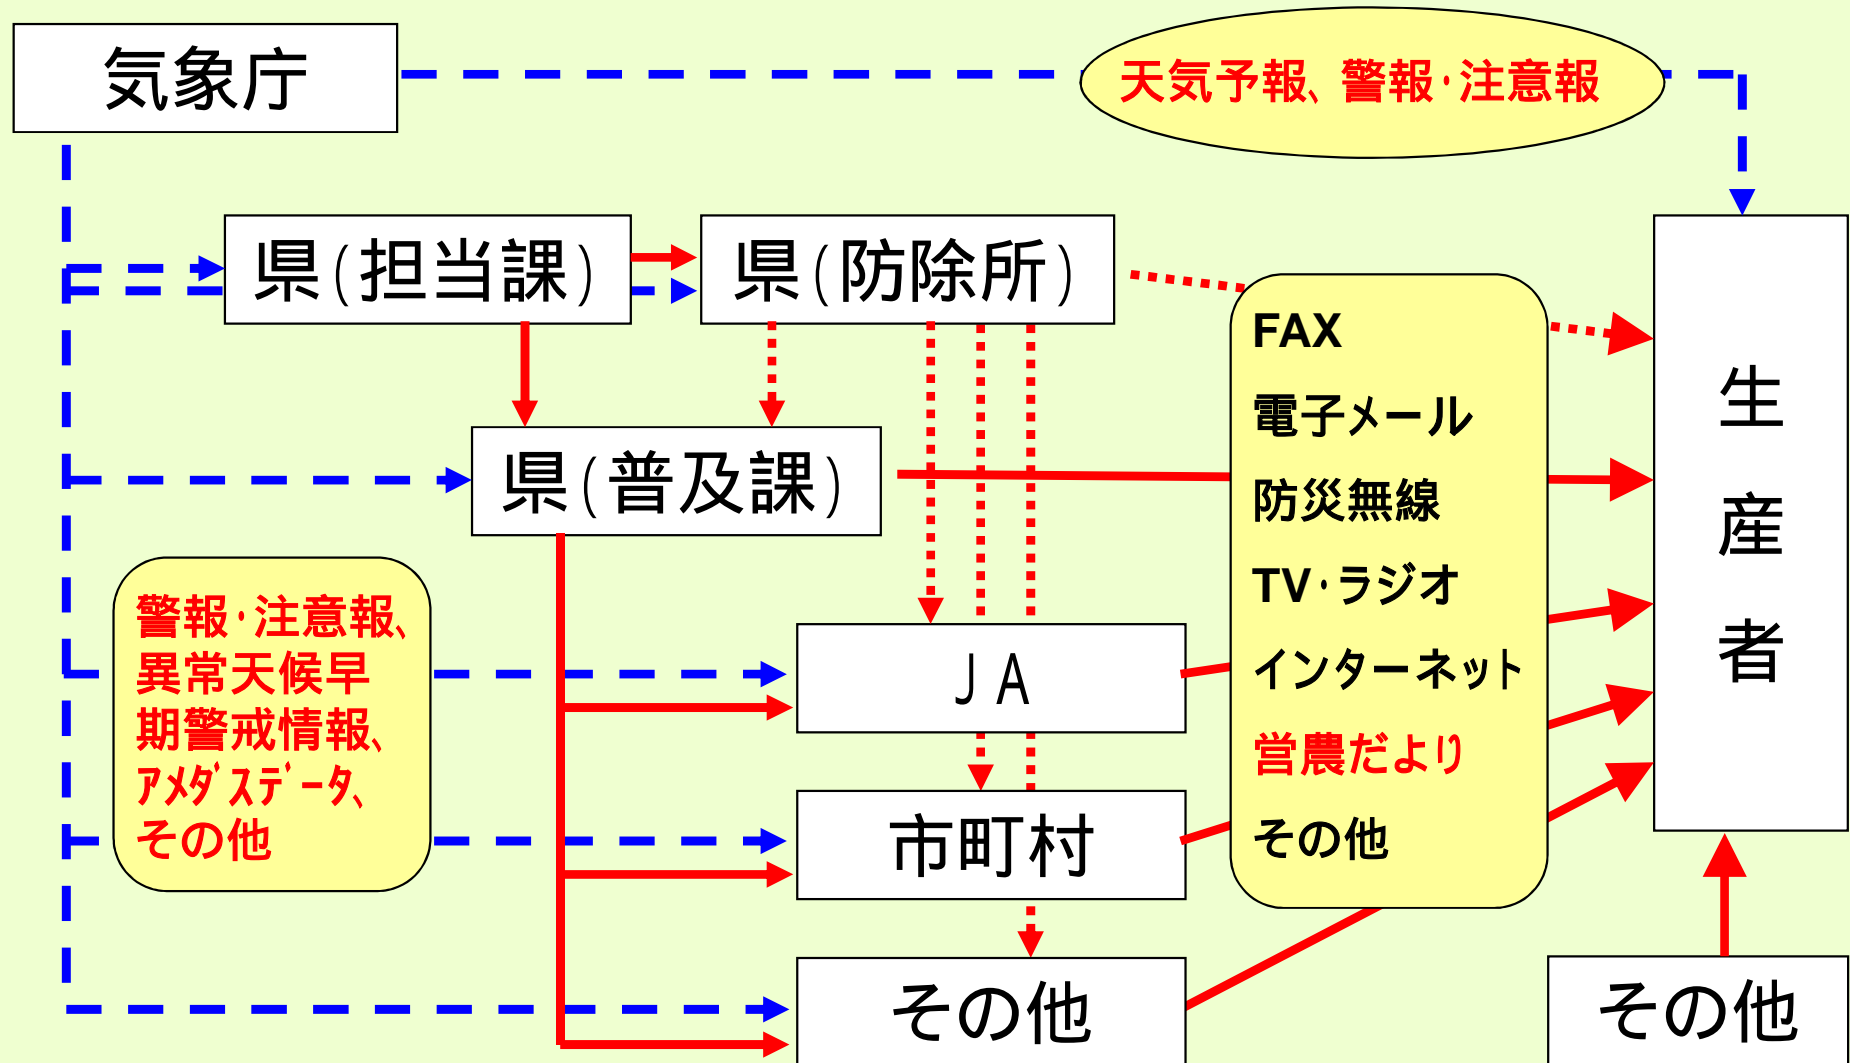 気象庁
天気予報、警報・注意報
県(担当課)
県(防除所)
県(普及課)
警報・注意報、
異常天候早
期警戒情報、
ｱﾒﾀﾞｽﾃﾞｰﾀ、
その他
ＪＡ
市町村
その他
FAX
電子メール
防災無線
TV・ラジオ
インターネット
営農だより
その他
生
産
者
その他